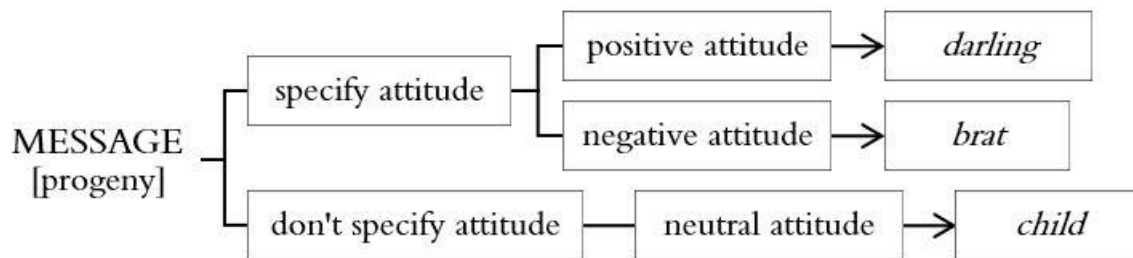 positive attitude
darling
specify attitude
negative attitude
brat
MESSAGE
[progeny]
don't specify attitude
neutral attitude
child